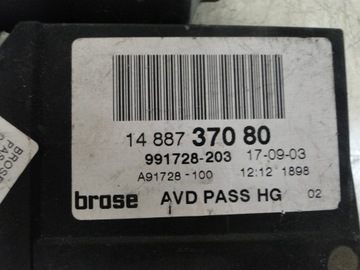 14 887 370 80
991728-203 17-09-03
A91728-100 12:12 1898
brose AVD PASS HG 02
BROSE